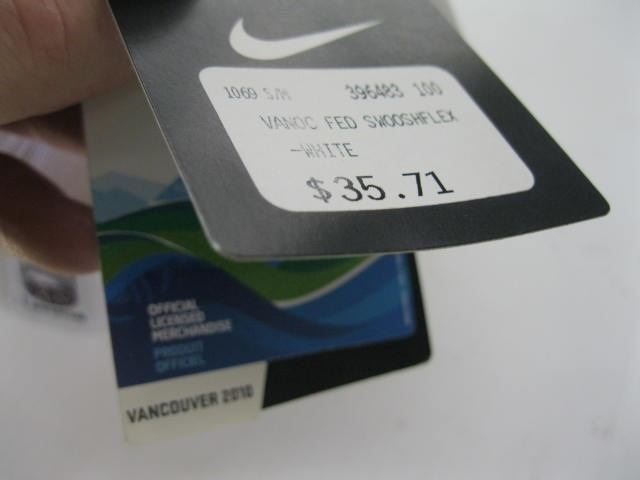 1069 S/M 396483 100
VANOC FED SWOOSHFLEX
-WHITE
$35.71
OFFICIAL
LICENSED
MERCHANDISE
PRODUIT
OFFICIEL
VANCOUVER 2010